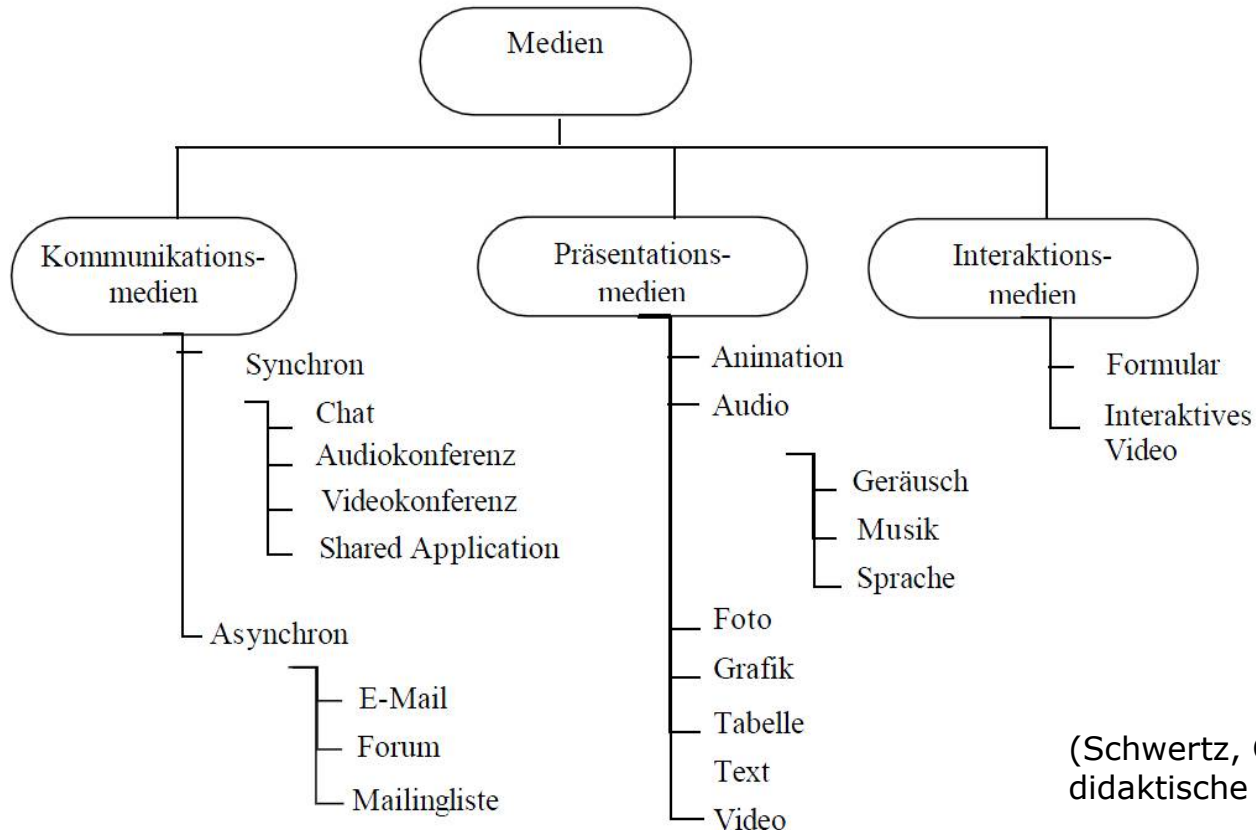 Medien
Kommunikations-
medien
Synchron
Chat
Audiokonferenz
Videokonferenz
Shared Application
Asynchron
E-Mail
Forum
Mailingliste
Präsentations-
medien
Animation
Audio
Geräusch
Musik
Sprache
Foto
Grafik
Tabelle
Text
Video
Interaktions-
medien
Formular
Interaktives
Video
(Schwertz,
didaktische